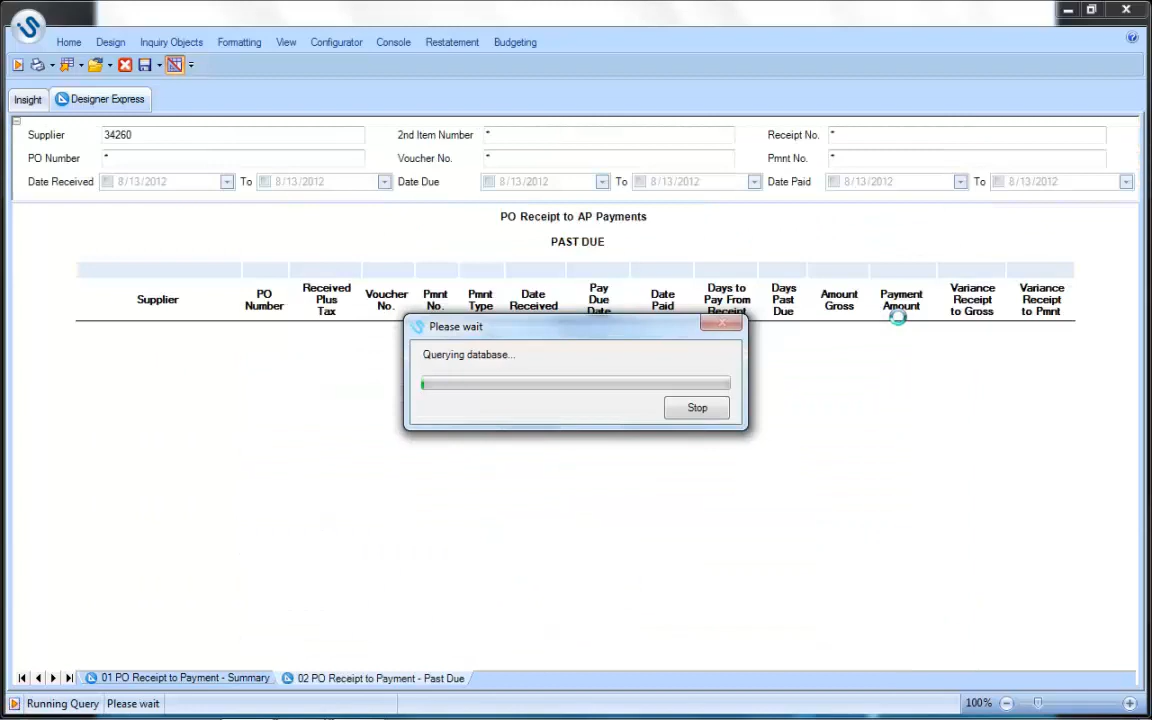 Home Design Inquiry Objects Formatting View Configurator Console Restatement Budgeting
Insight Designer Express
Supplier 34260 2nd Item Number * Receipt No. *
PO Number * Voucher No. * Pmnt No. *
Date Received 8/13/2012 To 8/13/2012 Date Due 8/13/2012 To 8/13/2012 Date Paid 8/13/2012 To 8/13/2012
PO Receipt to AP Payments
PAST DUE
Supplier
PO Number
Received Plus Tax
Voucher No.
Pmnt No.
Pmnt Type
Date Received
Pay Due Date
Date Paid
Days to Pay From Receipt
Days Past Due
Amount Gross
Payment Amount
Variance Receipt to Gross
Variance Receipt to Pmnt
Please wait
Querying database...
Stop
01 PO Receipt to Payment - Summary 02 PO Receipt to Payment - Past Due
Running Query Please wait 100%